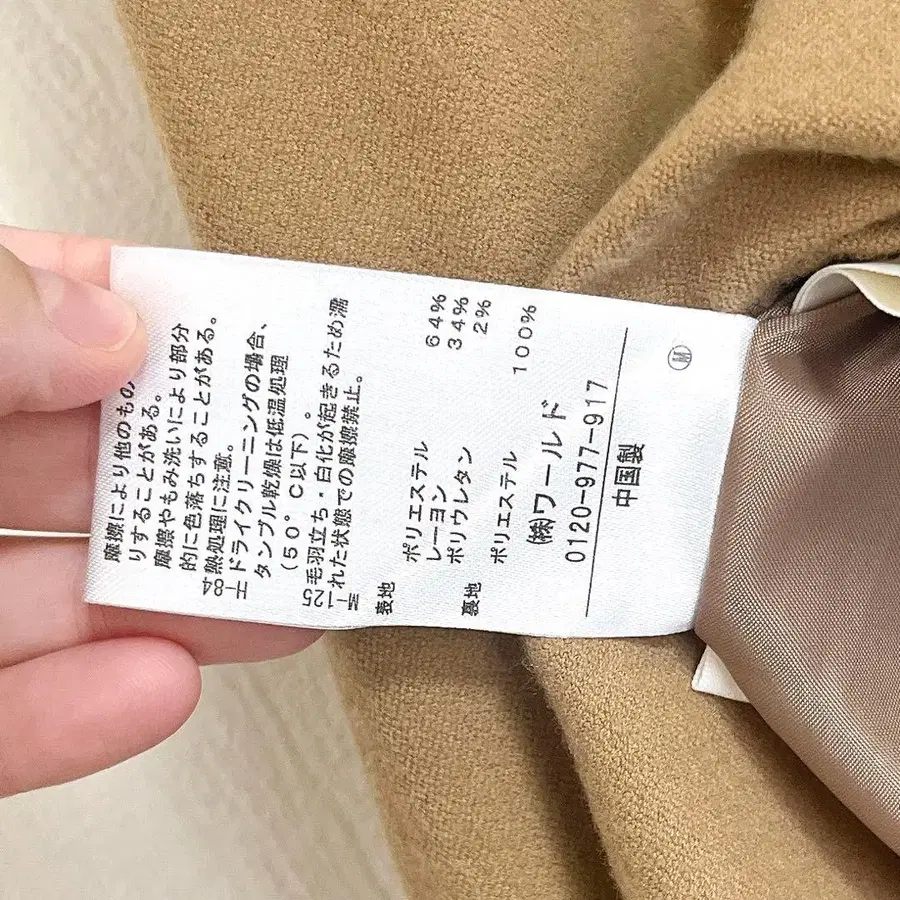 摩擦により他のもの
りすることがある。
摩擦やもみ洗いにより部分
的に色落ちすることがある。
熱処理に注意。
H-84
ドライクリーニングの場合、
タンブル乾燥は低温処理
(50°C以下)。
毛羽立ち・白化が起きるため濡
れた状態での摩擦禁止。
表地
ポリエステル 64%
レーヨン 34%
ポリウレタン 2%
裏地
ポリエステル 100%
㈱ワールド
0120-977-917
中国製
Ⓜ